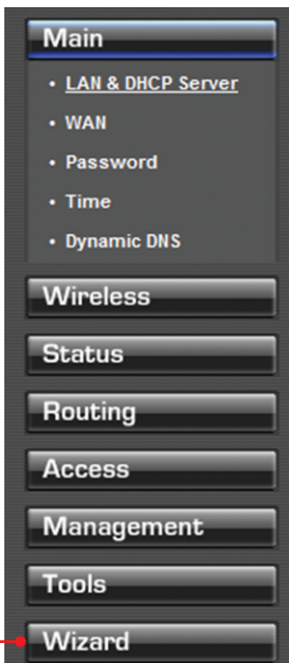 Main
• LAN & DHCP Server
• WAN
• Password
• Time
• Dynamic DNS
Wireless
Status
Routing
Access
Management
Tools
Wizard